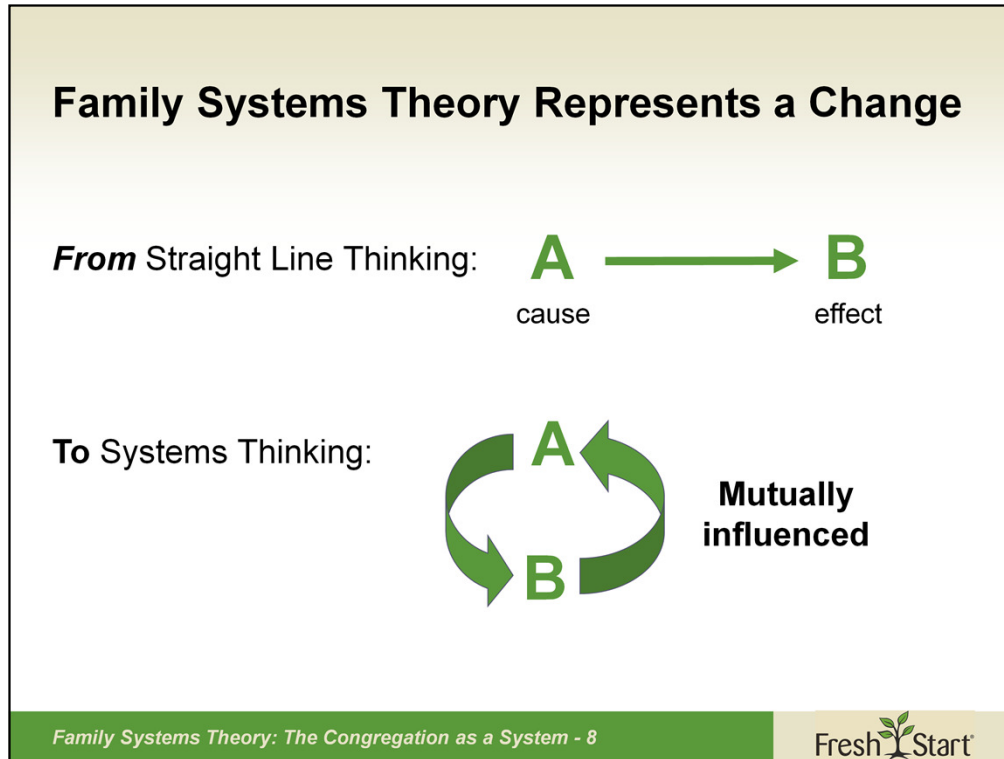 Family Systems Theory Represents a Change
From Straight Line Thinking:
A
B
cause
effect
To Systems Thinking:
A
B
Mutually
influenced
Family Systems Theory: The Congregation as a System - 8
Fresh Start